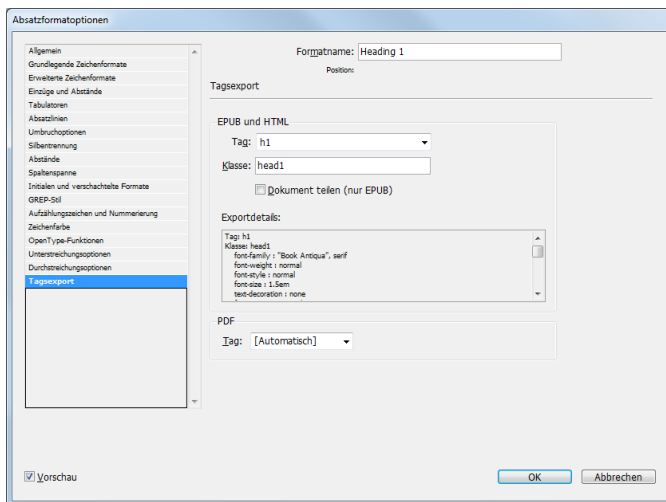 Absatzformatoptionen
Allgemein
Grundlegende Zeichenformate
Erweiterte Zeichenformate
Einzüge und Abstände
Tabulatoren
Absatzlinien
Umbruchoptionen
Silbentrennung
Abstände
Spaltenspanne
Initialen und verschachtelte Formate
GREP-Stil
Aufzählungszeichen und Nummerierung
Zeichenfarbe
OpenType-Funktionen
Unterstreichungsoptionen
Durchstreichungsoptionen
Tagsexport
Formatname: Heading 1
Position:
Tagsexport
EPUB und HTML
Tag: h1
Klasse: head1
Dokument teilen (nur EPUB)
Exportdetails:
Tag: h1
Klasse: head1
font-family : "Book Antiqua", serif
font-weight : normal
font-style : normal
font-size : 1.5em
text-decoration : none
PDF
Tag: [Automatisch]
Vorschau
OK
Abbrechen